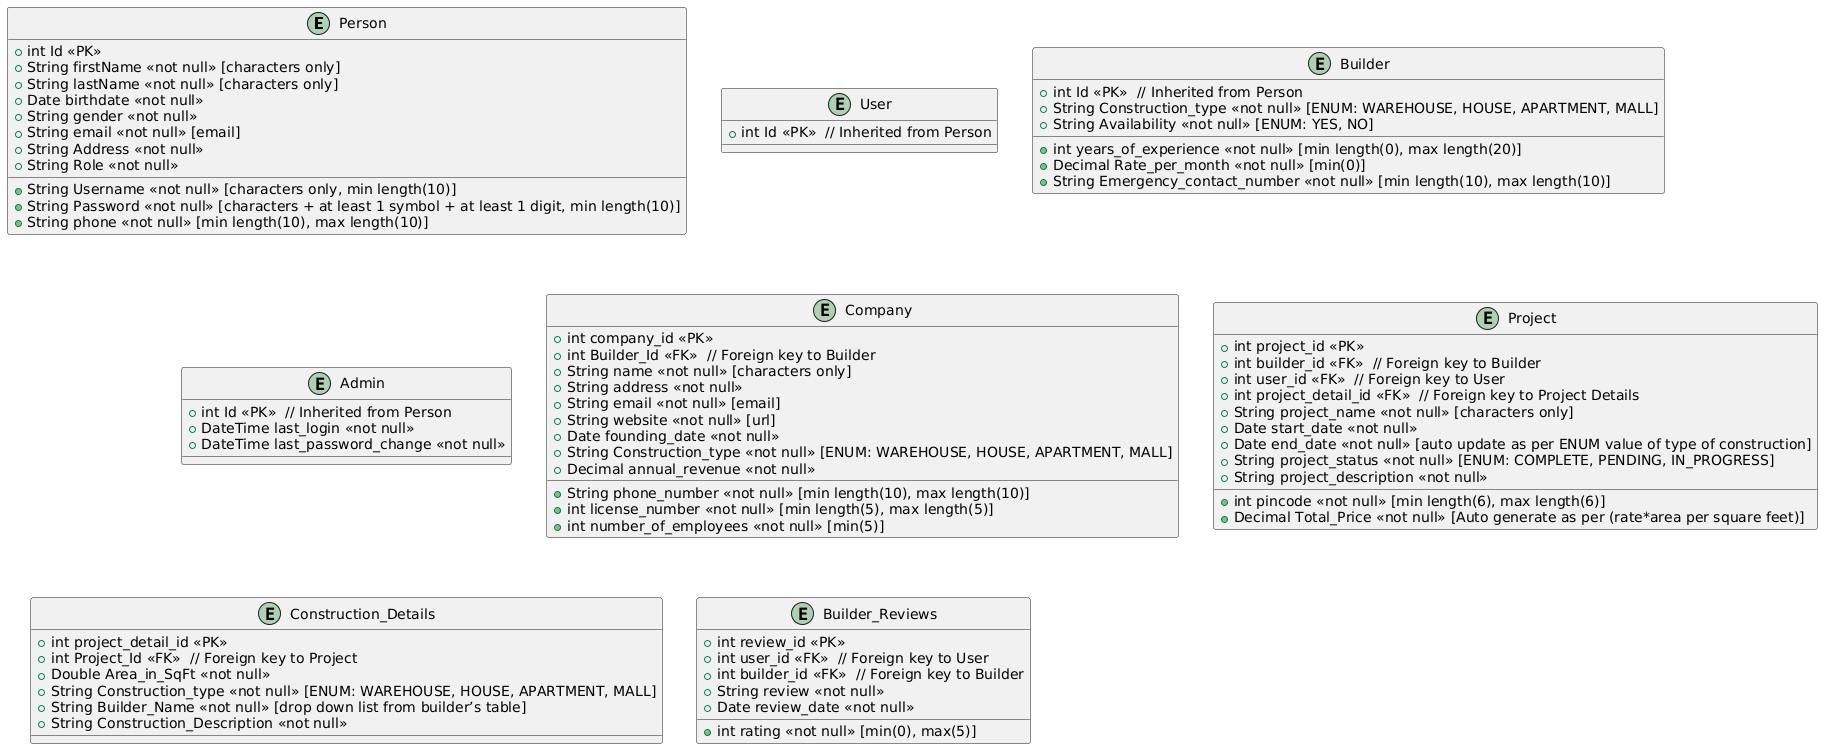 E Person
int Id «PK»
String firstName «not null» [characters only]
String lastName «not null» [characters only]
Date birthdate «not null»
String gender «not null»
String email «not null» [email]
String Address «not null»
String Role «not null»
String Username «not null» [characters only, min length(10)]
String Password «not null» [characters + at least 1 symbol + at least 1 digit, min length(10)]
String phone «not null» [min length(10), max length(10)]
E User
int Id «PK»  // Inherited from Person
E Builder
int Id «PK»  // Inherited from Person
String Construction_type «not null» [ENUM: WAREHOUSE, HOUSE, APARTMENT, MALL]
String Availability «not null» [ENUM: YES, NO]
int years_of_experience «not null» [min length(0), max length(20)]
Decimal Rate_per_month «not null» [min(0)]
String Emergency_contact_number «not null» [min length(10), max length(10)]
E Admin
int Id «PK»  // Inherited from Person
DateTime last_login «not null»
DateTime last_password_change «not null»
E Company
int company_id «PK»
int Builder_Id «FK»  // Foreign key to Builder
String name «not null» [characters only]
String address «not null»
String email «not null» [email]
String website «not null» [url]
Date founding_date «not null»
String Construction_type «not null» [ENUM: WAREHOUSE, HOUSE, APARTMENT, MALL]
Decimal annual_revenue «not null»
String phone_number «not null» [min length(10), max length(10)]
int license_number «not null» [min length(5), max length(5)]
int number_of_employees «not null» [min(5)]
E Project
int project_id «PK»
int builder_id «FK»  // Foreign key to Builder
int user_id «FK»  // Foreign key to User
int project_detail_id «FK»  // Foreign key to Project Details
String project_name «not null» [characters only]
Date start_date «not null»
Date end_date «not null» [auto update as per ENUM value of type of construction]
String project_status «not null» [ENUM: COMPLETE, PENDING, IN_PROGRESS]
String project_description «not null»
int pincode «not null» [min length(6), max length(6)]
Decimal Total_Price «not null» [Auto generate as per (rate*area per square feet)]
E Construction_Details
int project_detail_id «PK»
int Project_Id «FK»  // Foreign key to Project
Double Area_in_SqFt «not null»
String Construction_type «not null» [ENUM: WAREHOUSE, HOUSE, APARTMENT, MALL]
String Builder_Name «not null» [drop down list from builder’s table]
String Construction_Description «not null»
E Builder_Reviews
int review_id «PK»
int user_id «FK»  // Foreign key to User
int builder_id «FK»  // Foreign key to Builder
String review «not null»
Date review_date «not null»
int rating «not null» [min(0), max(5)]